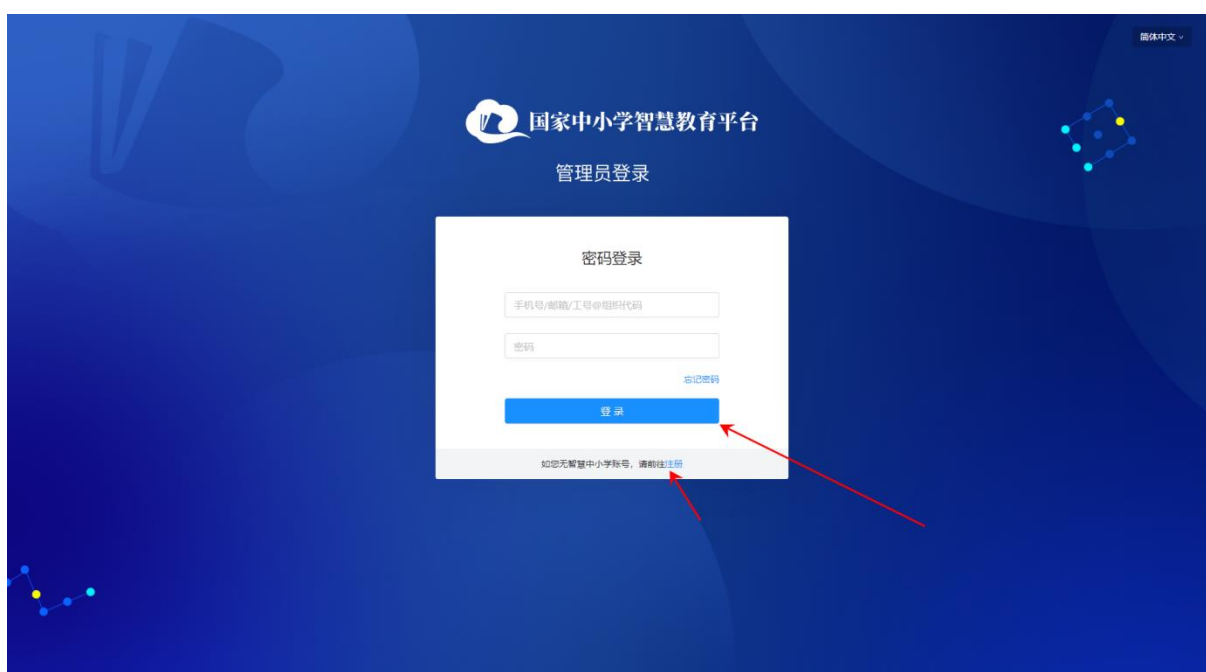 简体中文
国家中小学智慧教育平台
管理员登录
密码登录
手机号/邮箱/工号@组织代码
密码
忘记密码
登录
如您无智慧中小学账号，请前往注册